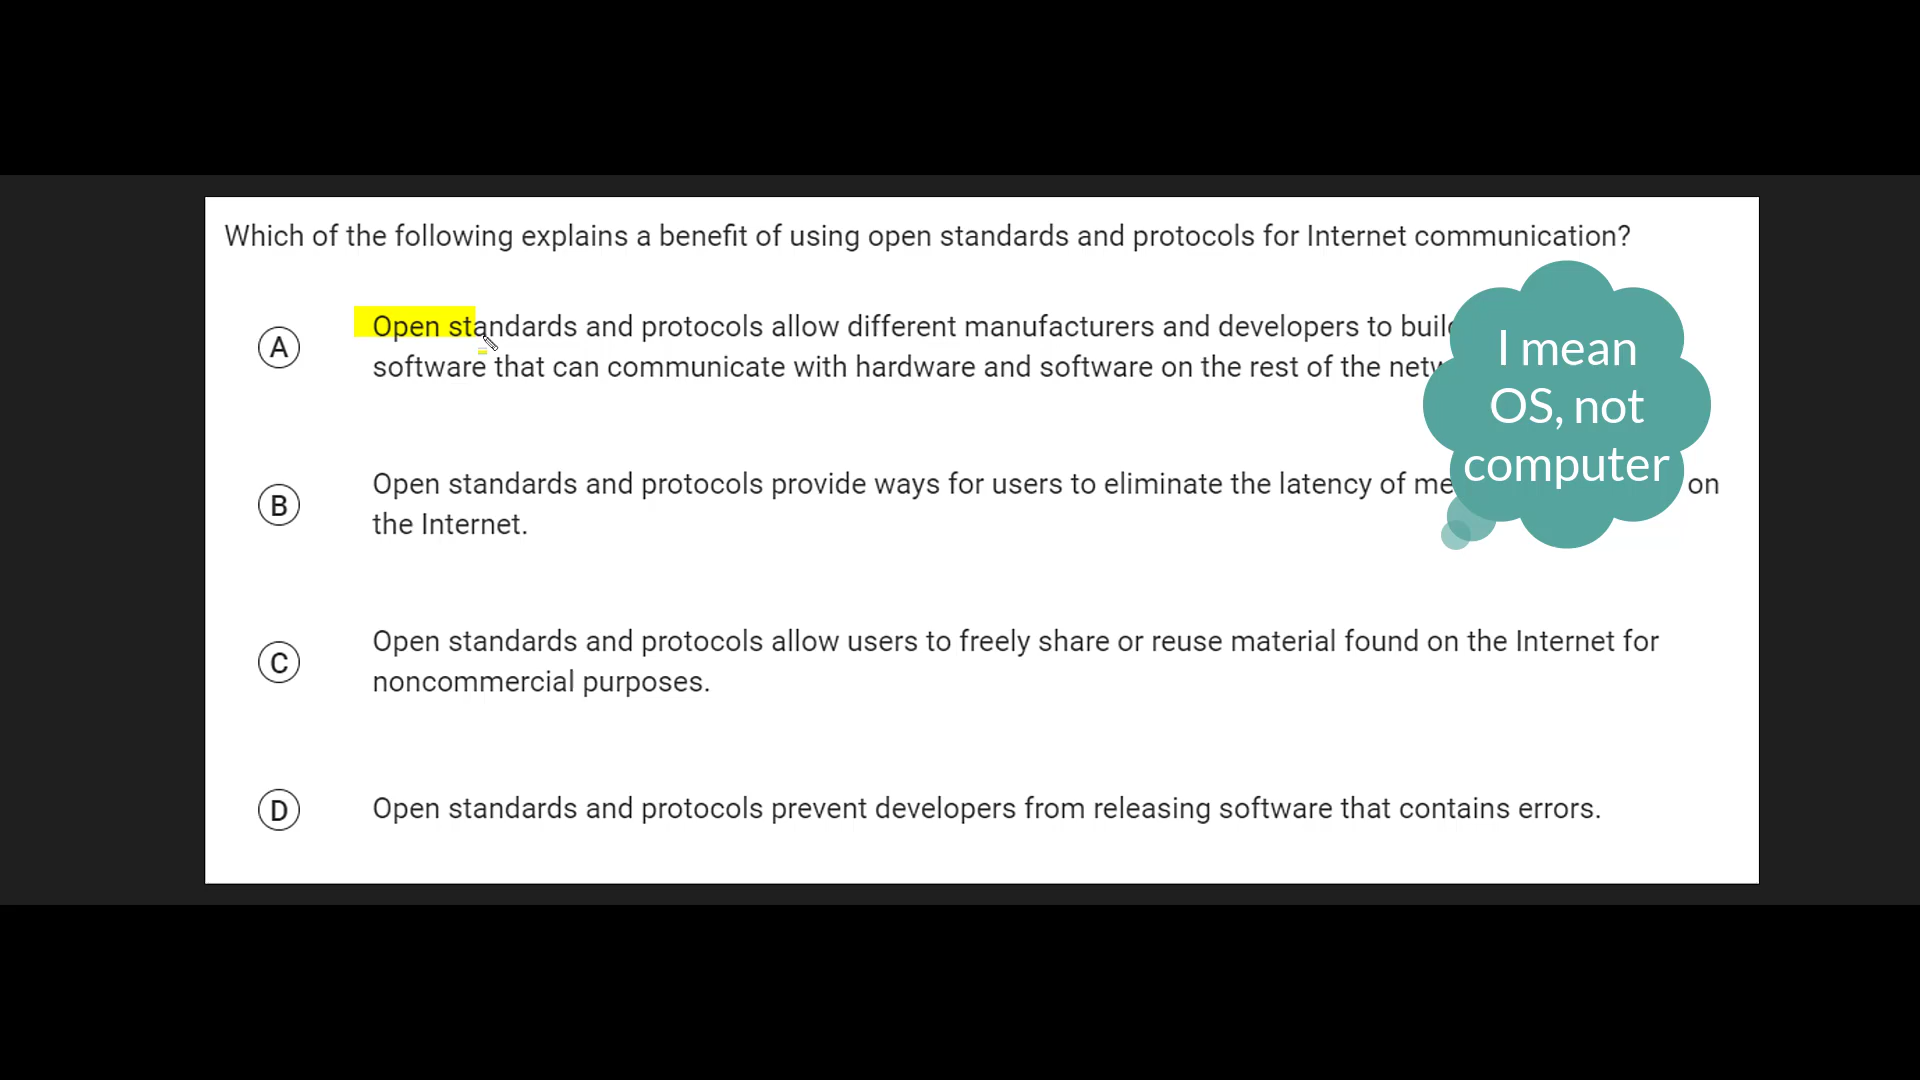 Which of the following explains a benefit of using open standards and protocols for Internet communication?
A
Open standards and protocols allow different manufacturers and developers to build
software that can communicate with hardware and software on the rest of the
I mean
OS, not
computer
B
Open standards and protocols provide ways for users to eliminate the latency of on
the Internet.
C
Open standards and protocols allow users to freely share or reuse material found on the Internet for
noncommercial purposes.
D
Open standards and protocols prevent developers from releasing software that contains errors.